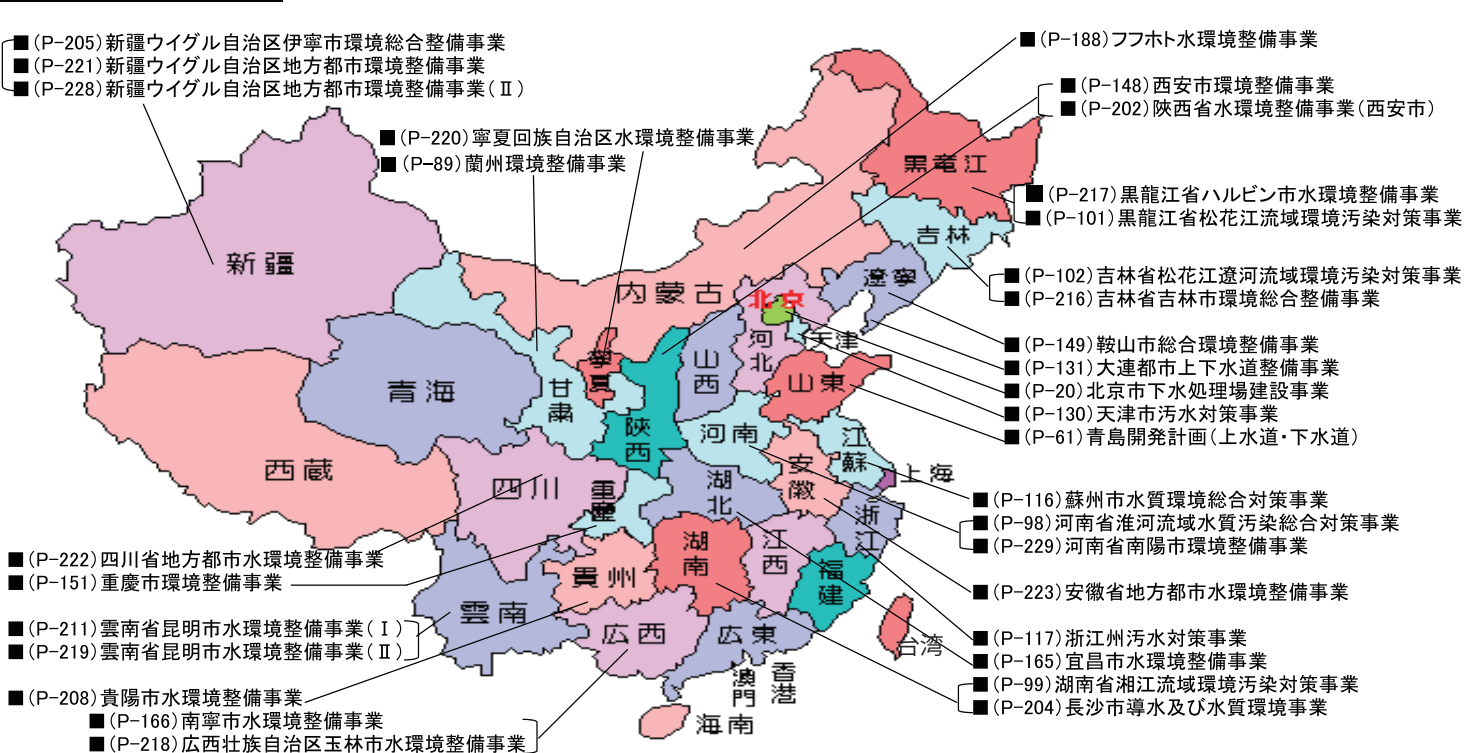 ■(P-205)新疆ウイグル自治区伊寧市環境総合整備事業
■(P-221)新疆ウイグル自治区地方都市環境整備事業
■(P-228)新疆ウイグル自治区地方都市環境整備事業(Ⅱ)
■(P-220)寧夏回族自治区水環境整備事業
■(P-89)蘭州環境整備事業
■(P-188)フフホト水環境整備事業
■(P-148)西安市環境整備事業
■(P-202)陝西省水環境整備事業(西安市)
■(P-217)黒龍江省ハルビン市水環境整備事業
■(P-101)黒龍江省松花江流域環境汚染対策事業
■(P-102)吉林省松花江遼河流域環境汚染対策事業
■(P-216)吉林省吉林市環境総合整備事業
■(P-149)鞍山市総合環境整備事業
■(P-131)大連都市上下水道整備事業
■(P-20)北京市下水処理場建設事業
■(P-130)天津市汚水対策事業
■(P-61)青島開発計画(上水道・下水道)
■(P-116)蘇州市水質環境総合対策事業
■(P-98)河南省淮河流域水質汚染総合対策事業
■(P-229)河南省南陽市環境整備事業
■(P-223)安徽省地方都市水環境整備事業
■(P-117)浙江州汚水対策事業
■(P-165)宜昌市水環境整備事業
■(P-99)湖南省湘江流域環境汚染対策事業
■(P-204)長沙市導水及び水質環境事業
■(P-222)四川省地方都市水環境整備事業
■(P-151)重慶市環境整備事業
■(P-211)雲南省昆明市水環境整備事業(Ⅰ)
■(P-219)雲南省昆明市水環境整備事業(Ⅱ)
■(P-208)貴陽市水環境整備事業
■(P-166)南寧市水環境整備事業
■(P-218)広西壮族自治区玉林市水環境整備事業
黒竜江
吉林
遼寧
新疆
内蒙古
北京
天津
河北
山西
山東
寧夏
甘粛
青海
陝西
河南
江蘇
安徽
上海
西蔵
四川
重慶
湖北
浙江
湖南
江西
福建
貴州
雲南
広西
広東
台湾
香港
澳門
海南